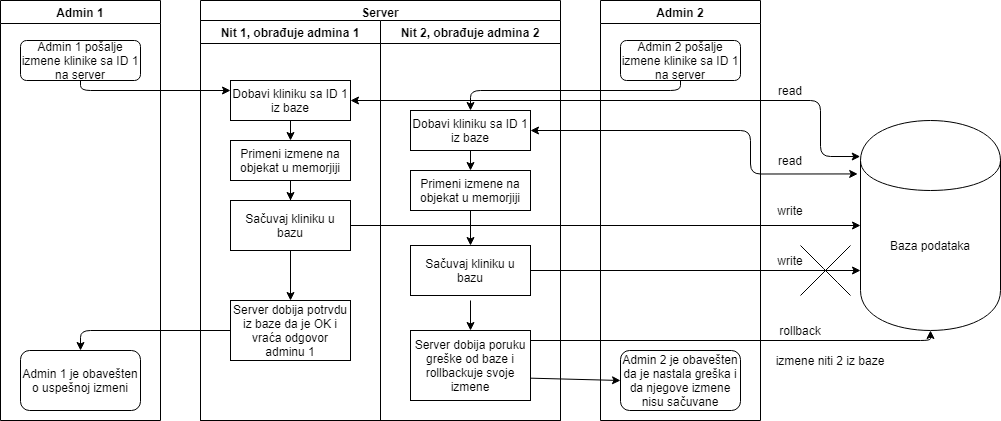 Admin 1
Server
Admin 2
Nit 1, obrađuje admina 1
Nit 2, obrađuje admina 2
Admin 1 pošalje
izmene klinike sa ID 1
na server
Admin 2 pošalje
izmene klinike sa ID 1
na server
Dobavi kliniku sa ID 1
iz baze
read
Dobavi kliniku sa ID 1
iz baze
read
Primeni izmene na
objekat u memorjiji
Primeni izmene na
objekat u memorjiji
Sačuvaj kliniku u
bazu
write
Baza podataka
Sačuvaj kliniku u
bazu
write
Server dobija potvrdu
iz baze da je OK i
vraća odgovor
adminu 1
rollback
Server dobija poruku
greške od baze i
rollbackuje svoje
izmene
izmene niti 2 iz baze
Admin 1 je obavešten
o uspešnoj izmeni
Admin 2 je obavešten
da je nastala greška i
da njegove izmene
nisu sačuvane